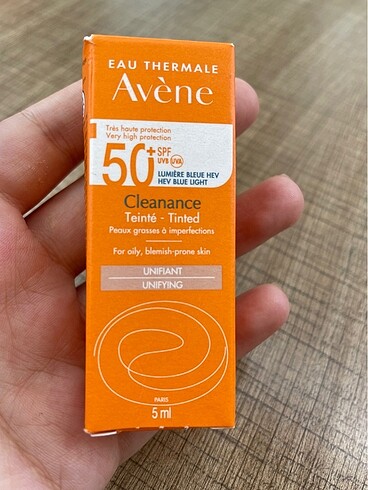 EAU THERMALE
Avène
Très haute protection
Very high protection
50+ SPF
UVB UVA
LUMIÈRE BLEUE HEV
HEV BLUE LIGHT
Cleanance
Teinté - Tinted
Peaux grasses à imperfections
For oily, blemish-prone skin
UNIFIANT
UNIFYING
PARIS
5 ml